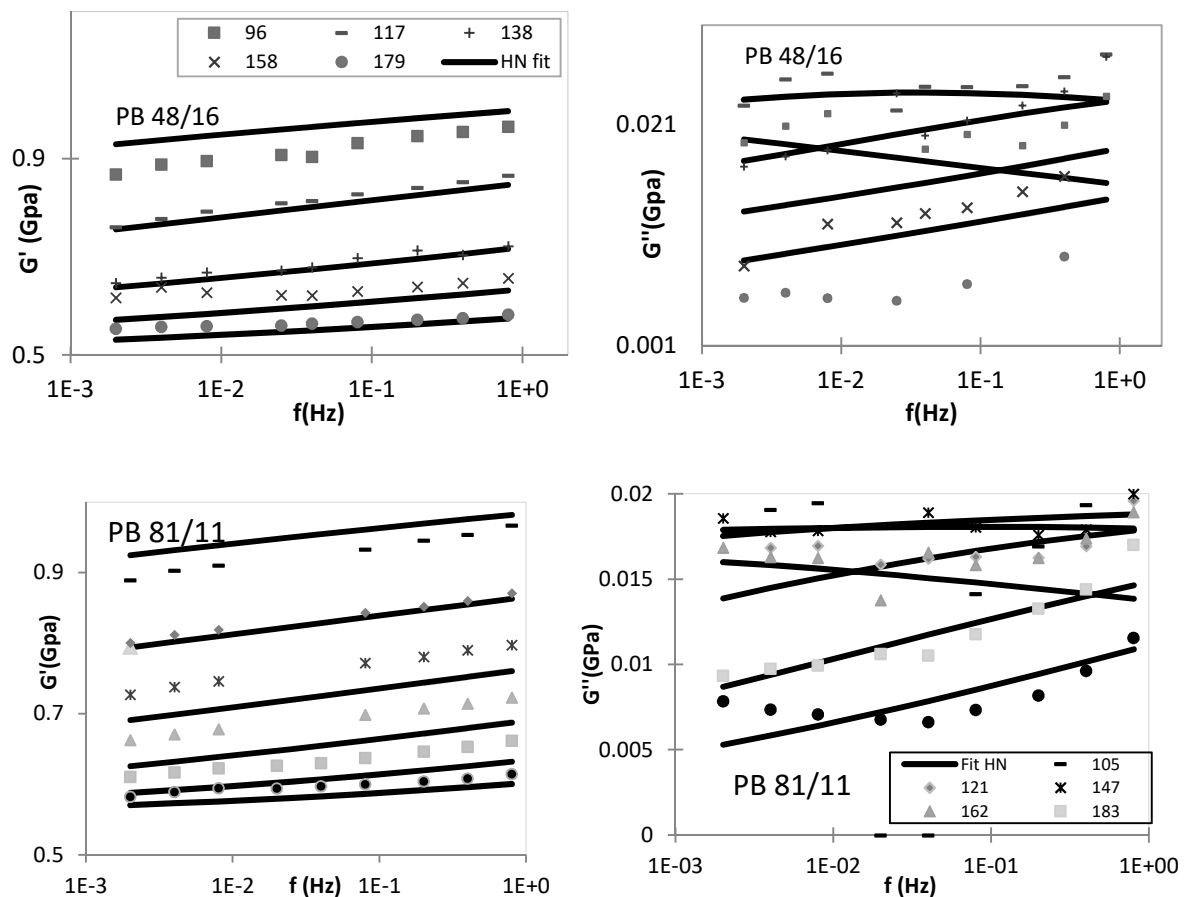 96 117 138
158 179 HN fit
PB 48/16
0.9
0.5
G' (Gpa)
1E-3 1E-2 1E-1 1E+0
f(Hz)
PB 48/16
0.021
0.001
G''(Gpa)
1E-3 1E-2 1E-1 1E+0
f(Hz)
PB 81/11
0.9
0.7
0.5
G'(Gpa)
1E-3 1E-2 1E-1 1E+0
f (Hz)
0.02
0.015
0.01
0.005
0
G''(GPa)
PB 81/11
Fit HN 105
121 147
162 183
1E-03 1E-02 1E-01 1E+00
f (Hz)